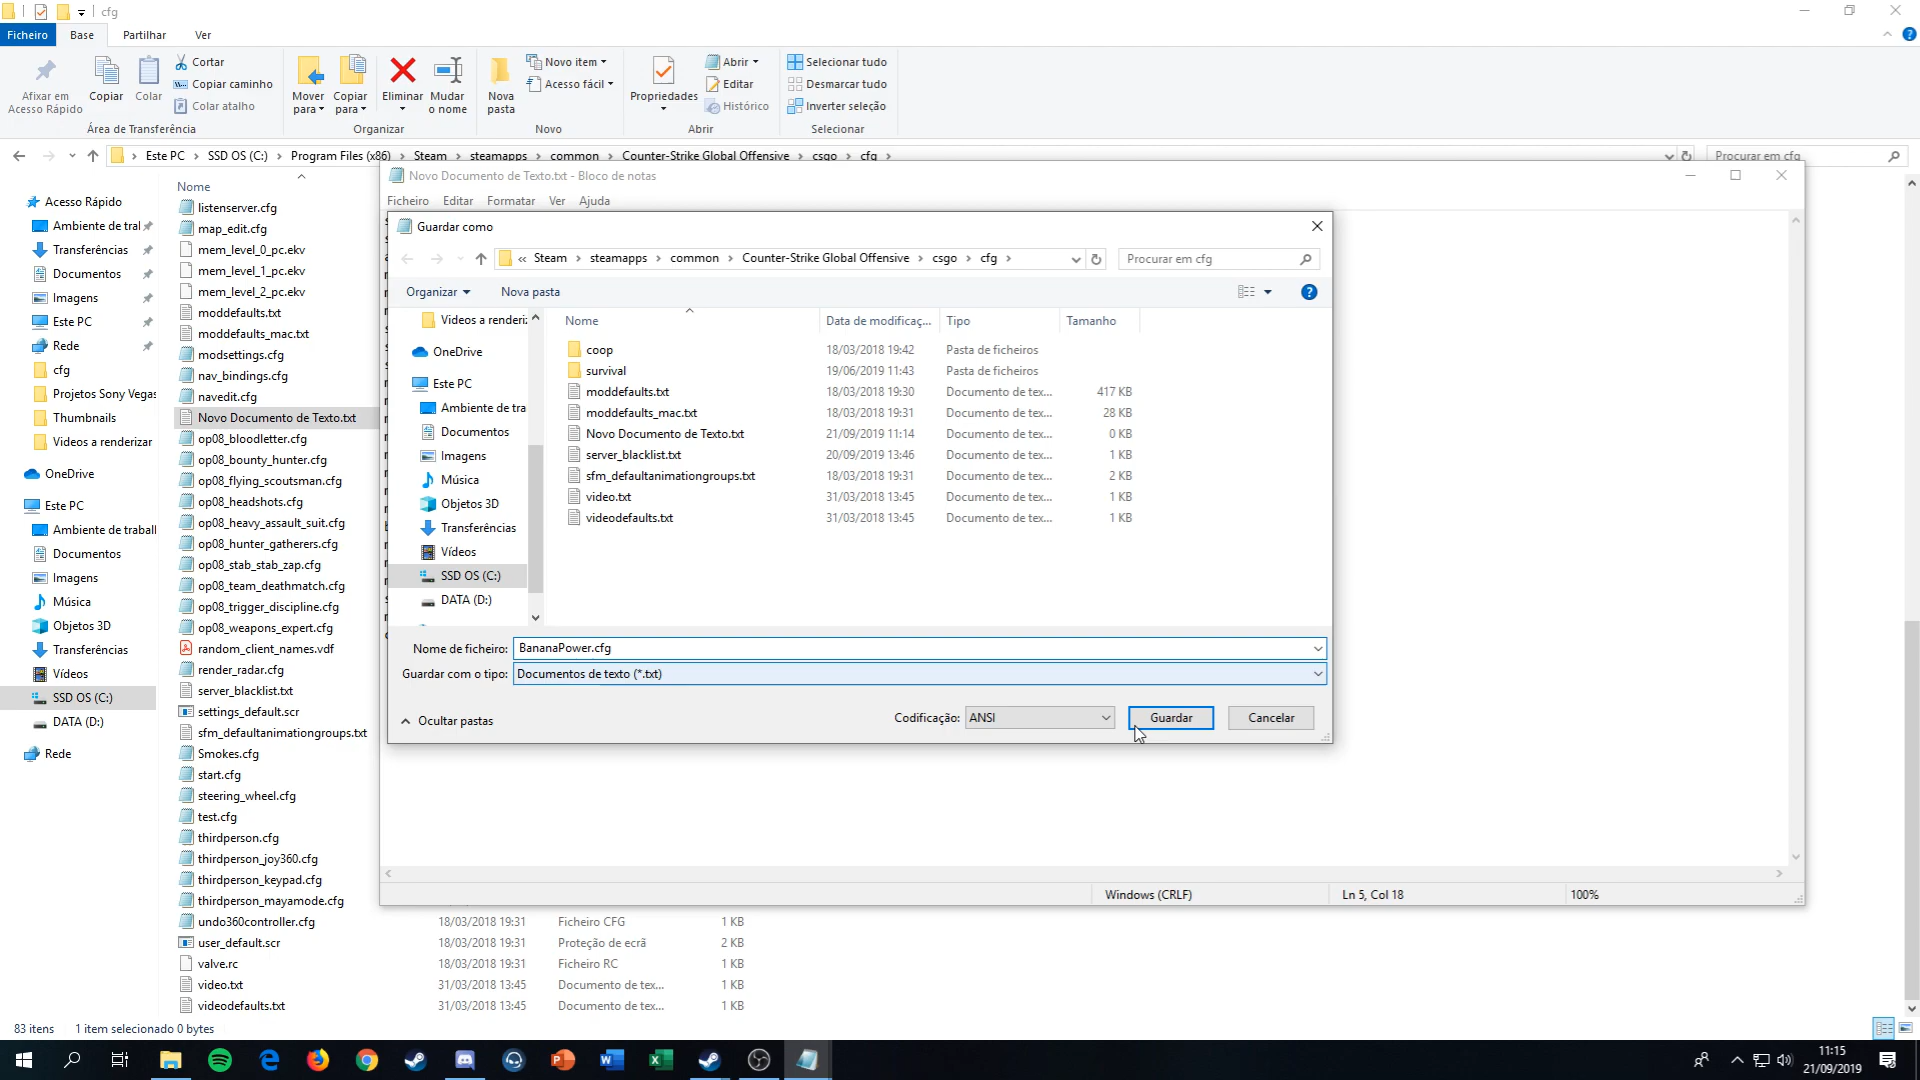 cfg
Ficheiro Base Partilhar Ver
Afixar em Acesso Rápido
Copiar
Colar
Cortar
Copiar caminho
Colar atalho
Área de Transferência
Mover para
Copiar para
Eliminar
Mudar o nome
Organizar
Nova pasta
Novo item
Acesso fácil
Novo
Propriedades
Abrir
Editar
Histórico
Abrir
Selecionar tudo
Desmarcar tudo
Inverter seleção
Selecionar
Este PC SSD OS (C:) Program Files (x86) Steam steamapps common Counter-Strike Global Offensive csgo cfg
Procurar em cfg
Acesso Rápido
Ambiente de tral
Transferências
Documentos
Imagens
Este PC
Rede
cfg
Projetos Sony Vegas
Thumbnails
Videos a renderizar
OneDrive
Este PC
Ambiente de traball
Documentos
Imagens
Música
Objetos 3D
Transferências
Vídeos
SSD OS (C:)
DATA (D:)
Rede
Nome
listenserver.cfg
map_edit.cfg
mem_level_0_pc.ekv
mem_level_1_pc.ekv
mem_level_2_pc.ekv
moddefaults.txt
moddefaults_mac.txt
modsettings.cfg
nav_bindings.cfg
navedit.cfg
Novo Documento de Texto.txt
op08_bloodletter.cfg
op08_bounty_hunter.cfg
op08_flying_scoutsman.cfg
op08_headshots.cfg
op08_heavy_assault_suit.cfg
op08_hunter_gatherers.cfg
op08_stab_stab_zap.cfg
op08_team_deathmatch.cfg
op08_trigger_discipline.cfg
op08_weapons_expert.cfg
random_client_names.vdf
render_radar.cfg
server_blacklist.txt
settings_default.scr
sfm_defaultanimationgroups.txt
Smokes.cfg
start.cfg
steering_wheel.cfg
test.cfg
thirdperson.cfg
thirdperson_joy360.cfg
thirdperson_keypad.cfg
thirdperson_mayamode.cfg
undo360controller.cfg 18/03/2018 19:31 Ficheiro CFG 1 KB
user_default.scr 18/03/2018 19:31 Proteção de ecrã 2 KB
valve.rc 18/03/2018 19:31 Ficheiro RC 1 KB
video.txt 31/03/2018 13:45 Documento de tex... 1 KB
videodefaults.txt 31/03/2018 13:45 Documento de tex... 1 KB
83 itens 1 item selecionado 0 bytes
Novo Documento de Texto.txt - Bloco de notas
Ficheiro Editar Formatar Ver Ajuda
Guardar como
« Steam steamapps common Counter-Strike Global Offensive csgo cfg
Procurar em cfg
Organizar Nova pasta
Videos a renderiz
OneDrive
Este PC
Ambiente de tra
Documentos
Imagens
Música
Objetos 3D
Transferências
Vídeos
SSD OS (C:)
DATA (D:)
Nome Data de modificaç... Tipo Tamanho
coop 18/03/2018 19:42 Pasta de ficheiros
survival 19/06/2019 11:43 Pasta de ficheiros
moddefaults.txt 18/03/2018 19:30 Documento de tex... 417 KB
moddefaults_mac.txt 18/03/2018 19:31 Documento de tex... 28 KB
Novo Documento de Texto.txt 21/09/2019 11:14 Documento de tex... 0 KB
server_blacklist.txt 20/09/2019 13:46 Documento de tex... 1 KB
sfm_defaultanimationgroups.txt 18/03/2018 19:31 Documento de tex... 2 KB
video.txt 31/03/2018 13:45 Documento de tex... 1 KB
videodefaults.txt 31/03/2018 13:45 Documento de tex... 1 KB
Nome de ficheiro: BananaPower.cfg
Guardar com o tipo: Documentos de texto (*.txt)
Ocultar pastas
Codificação: ANSI Guardar Cancelar
Windows (CRLF) Ln 5, Col 18 100%
11:15
21/09/2019